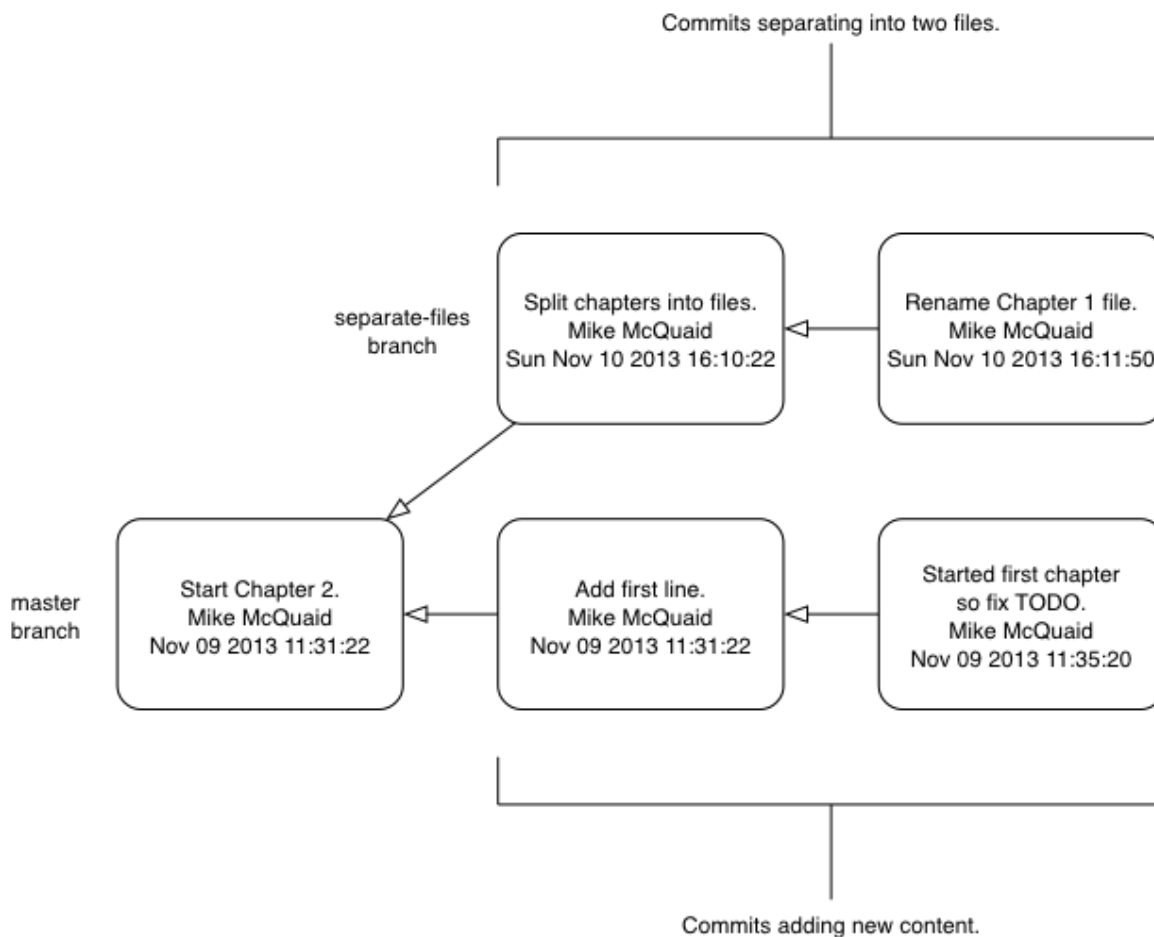 Commits separating into two files.
separate-files
branch
Split chapters into files.
Mike McQuaid
Sun Nov 10 2013 16:10:22
Rename Chapter 1 file.
Mike McQuaid
Sun Nov 10 2013 16:11:50
master
branch
Start Chapter 2.
Mike McQuaid
Nov 09 2013 11:31:22
Add first line.
Mike McQuaid
Nov 09 2013 11:31:22
Started first chapter
so fix TODO.
Mike McQuaid
Nov 09 2013 11:35:20
Commits adding new content.